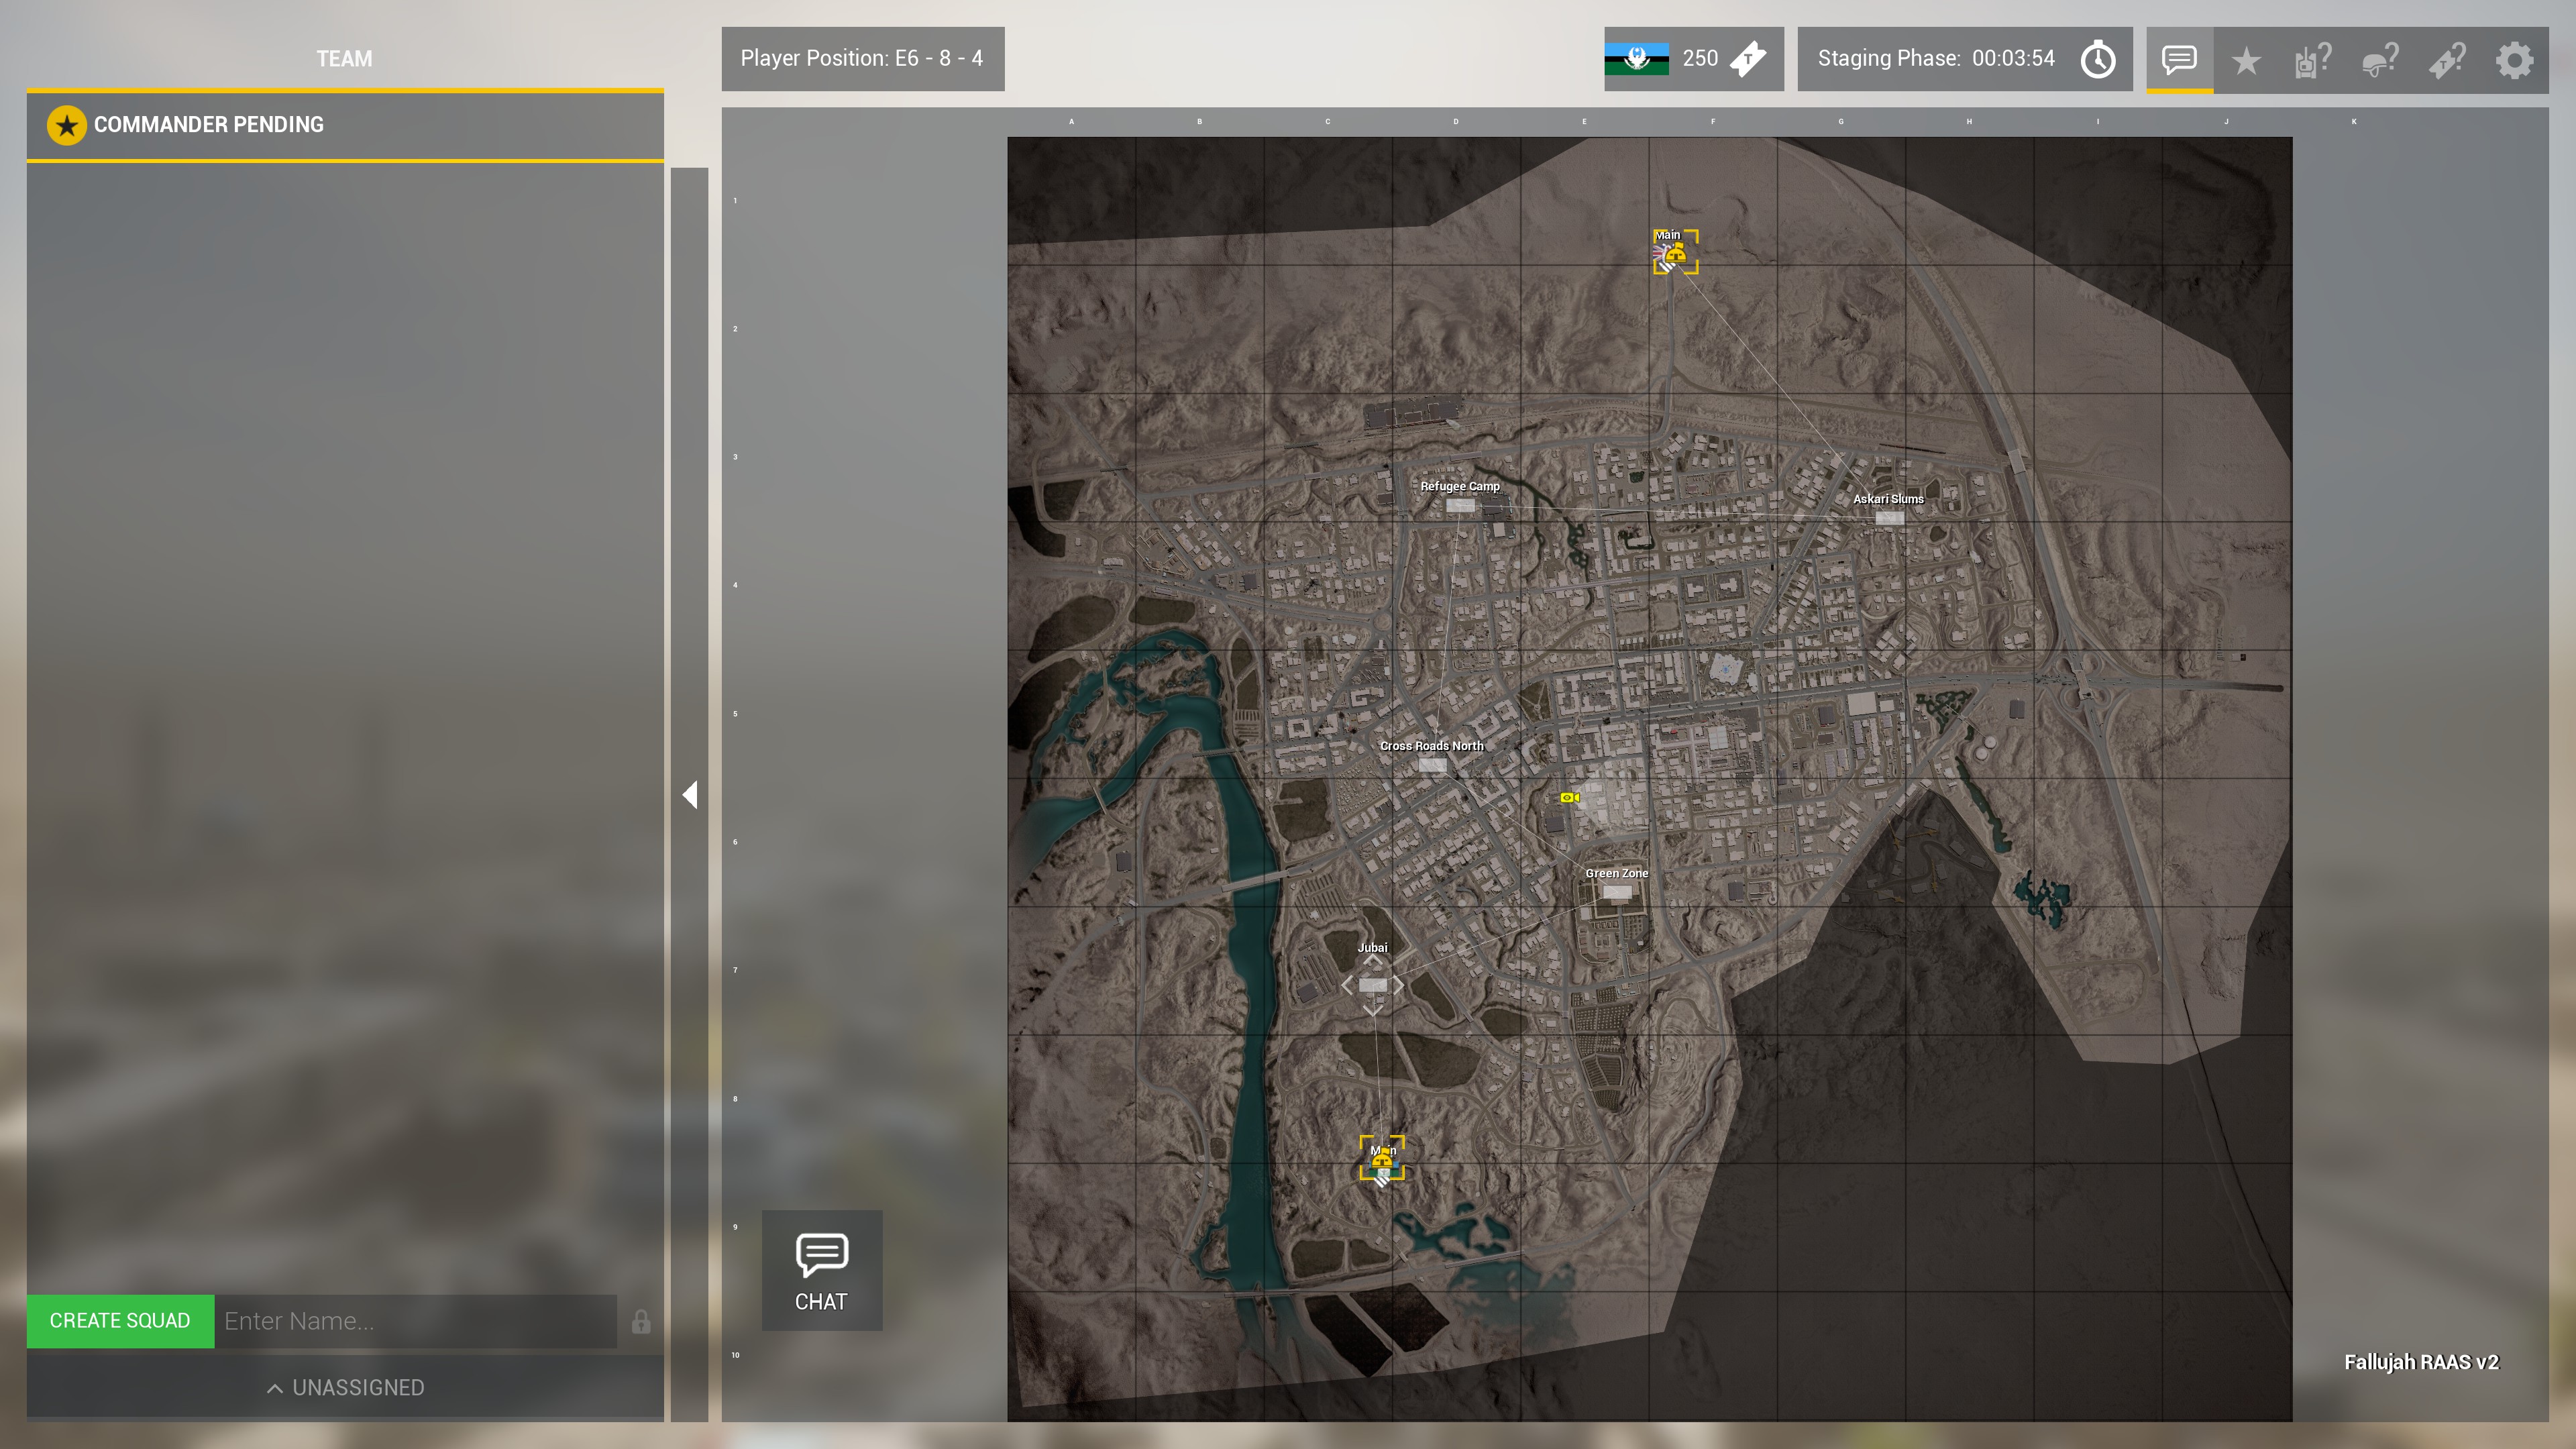 TEAM
Player Position: E6 - 8 - 4
250
T
Staging Phase: 00:03:54
COMMANDER PENDING
A B C D E F G H I J K
1
Main
2
3
Refugee Camp
Askari Slums
4
5
Cross Roads North
6
Green Zone
Jubai
7
8
Main
9
CHAT
CREATE SQUAD Enter Name...
10
Fallujah RAAS v2
UNASSIGNED